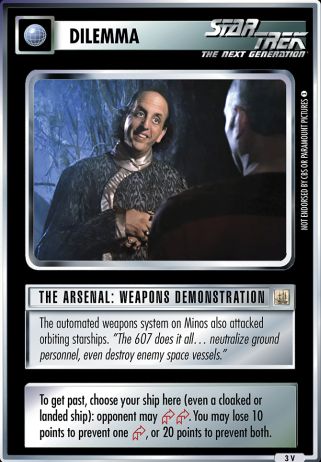 DILEMMA
STAR TREK
THE NEXT GENERATION
NOT ENDORSED BY CBS OR PARAMOUNT PICTURES
THE ARSENAL: WEAPONS DEMONSTRATION
The automated weapons system on Minos also attacked
orbiting starships. "The 607 does it all... neutralize ground
personnel, even destroy enemy space vessels."
To get past, choose your ship here (even a cloaked or
landed ship): opponent may . You may lose 10
points to prevent one , or 20 points to prevent both.
3 V